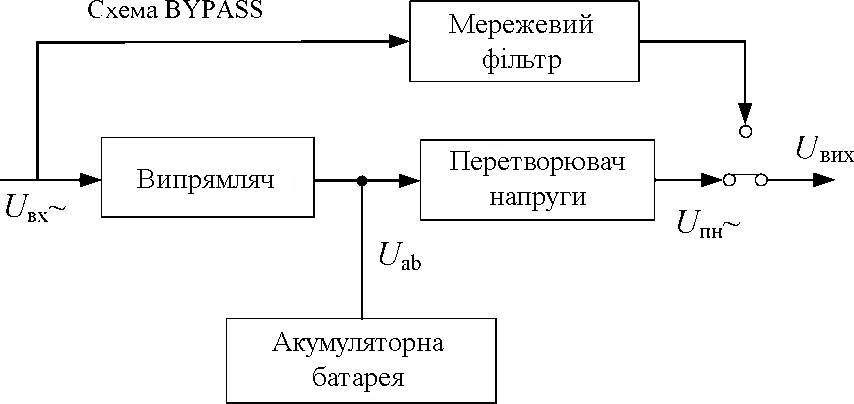 Схема BYPASS
Мережевий
фільтр
Випрямляч
Перетворювач
напруги
Uвих
Uвх~
Uпн~
Uab
Акумуляторна
батарея